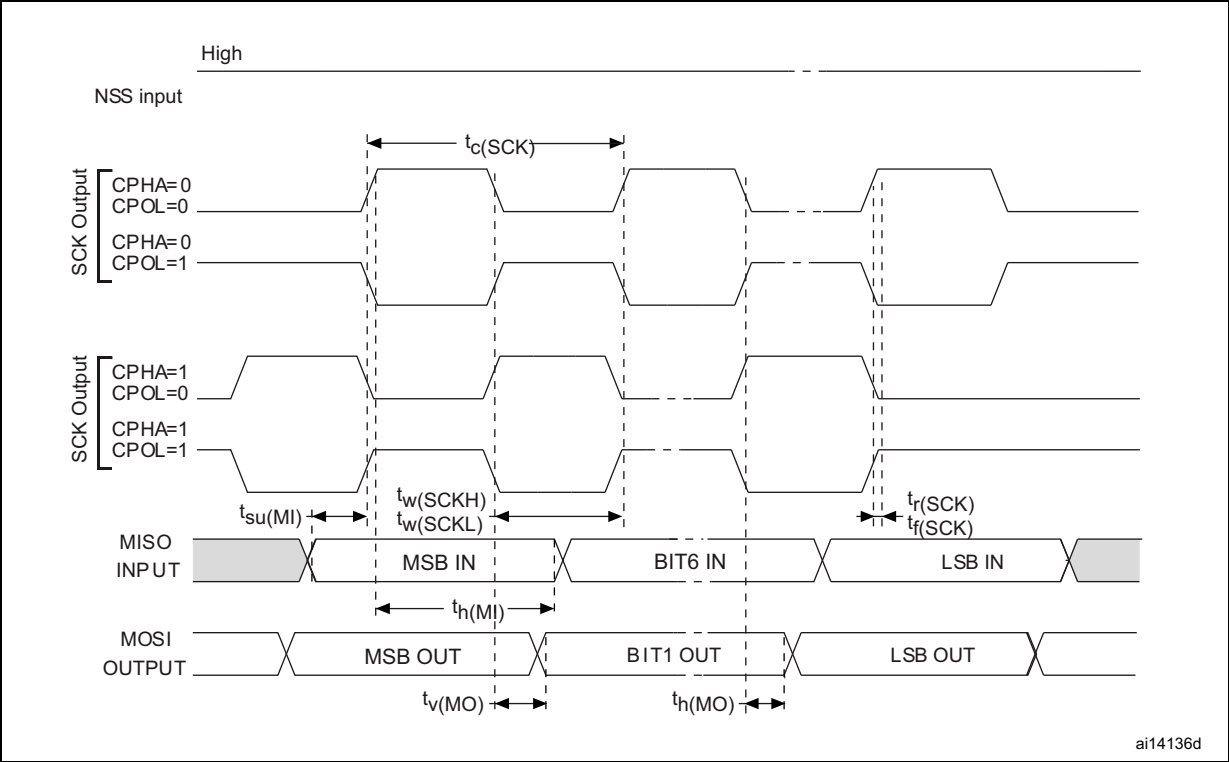 High
NSS input
tc(SCK)
SCK Output
CPHA=0
CPOL=0
CPHA=0
CPOL=1
SCK Output
CPHA=1
CPOL=0
CPHA=1
CPOL=1
tsu(MI)
tw(SCKH)
tw(SCKL)
tr(SCK)
tf(SCK)
MISO
INPUT
MSB IN
BIT6 IN
LSB IN
th(MI)
MOSI
OUTPUT
MSB OUT
BIT1 OUT
LSB OUT
tv(MO)
th(MO)
ai14136d